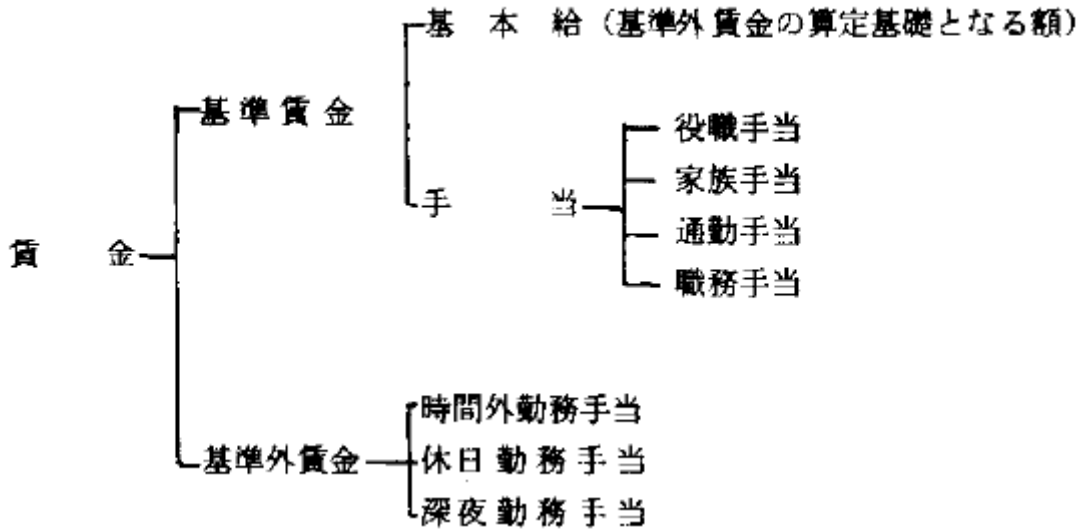 基本給（基準外賃金の算定基礎となる額）
基準賃金
役職手当
家族手当
手当
通勤手当
賃金
職務手当
時間外勤務手当
基準外賃金
休日勤務手当
深夜勤務手当